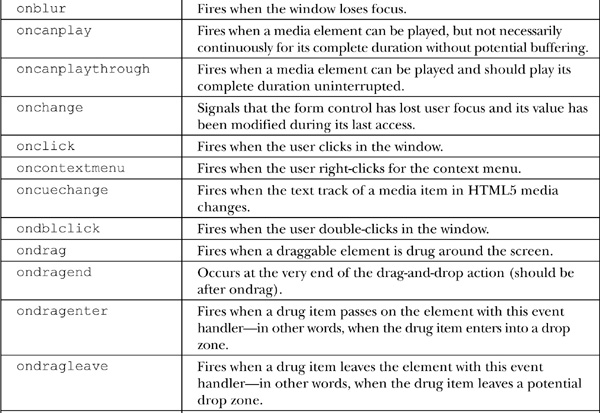 onblur Fires when the window loses focus.
oncanplay Fires when a media element can be played, but not necessarily
continuously for its complete duration without potential buffering.
oncanplaythrough Fires when a media element can be played and should play its
complete duration uninterrupted.
onchange Signals that the form control has lost user focus and its value has
been modified during its last access.
onclick Fires when the user clicks in the window.
oncontextmenu Fires when the user right-clicks for the context menu.
oncuechange Fires when the text track of a media item in HTML5 media
changes.
ondblclick Fires when the user double-clicks in the window.
ondrag Fires when a draggable element is drug around the screen.
ondragend Occurs at the very end of the drag-and-drop action (should be
after ondrag).
ondragenter Fires when a drug item passes on the element with this event
handler—in other words, when the drug item enters into a drop
zone.
ondragleave Fires when a drug item leaves the element with this event
handler—in other words, when the drug item leaves a potential
drop zone.